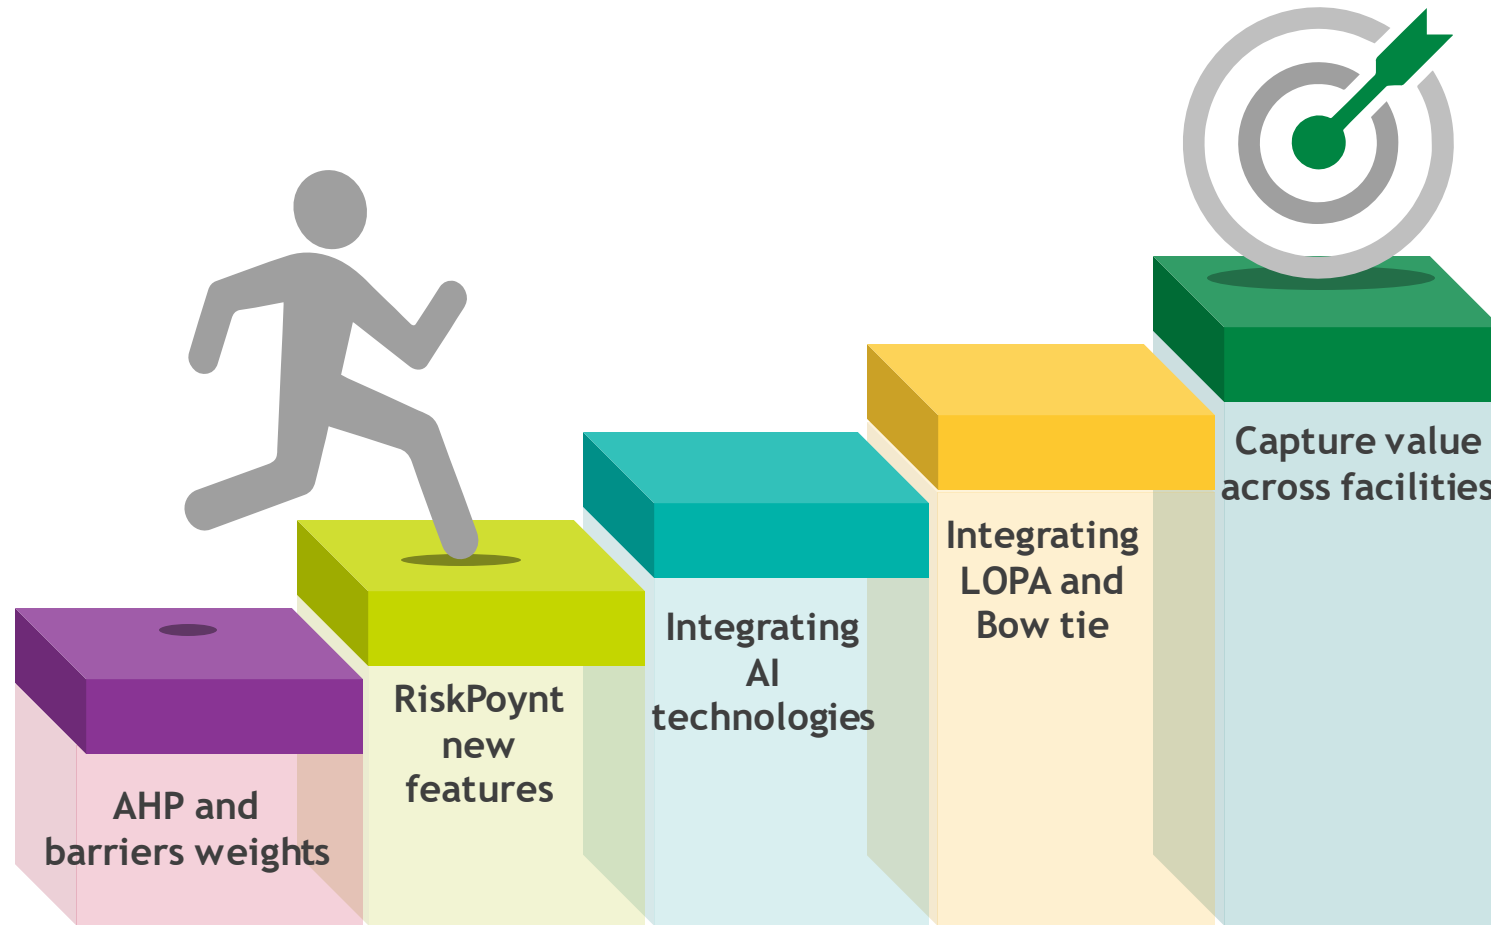 AHP and
barriers weights
RiskPoynt
new
features
Integrating
AI
technologies
Integrating
LOPA and
Bow tie
Capture value
across facilities